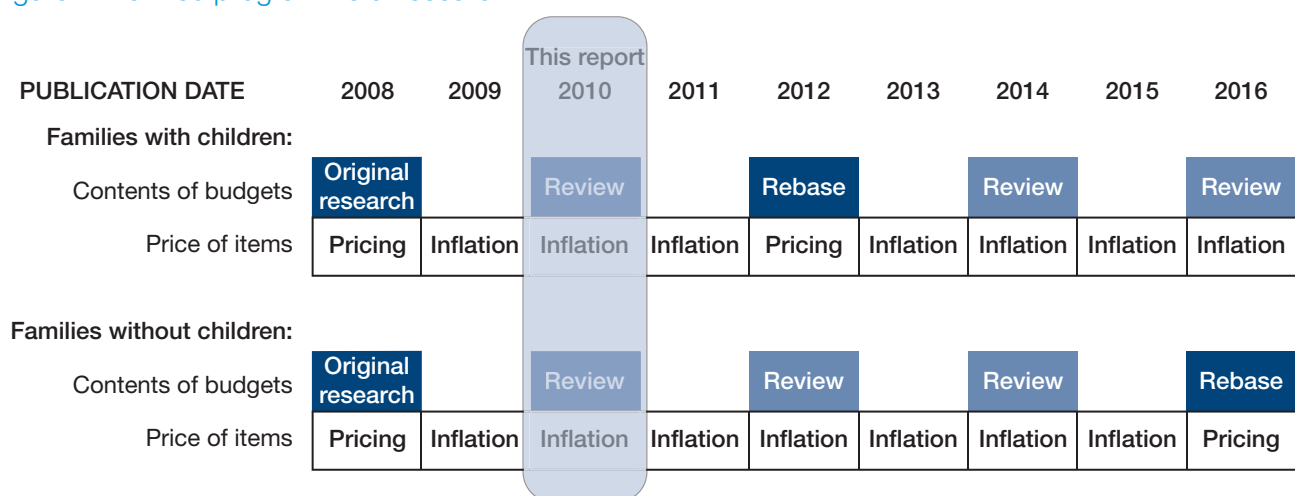 This report
PUBLICATION DATE 2008 2009 2010 2011 2012 2013 2014 2015 2016
Families with children:
Contents of budgets Original research Review Rebase Review Review
Price of items Pricing Inflation Inflation Inflation Pricing Inflation Inflation Inflation Inflation
Families without children:
Contents of budgets Original research Review Review Review Rebase
Price of items Pricing Inflation Inflation Inflation Inflation Inflation Inflation Inflation Pricing